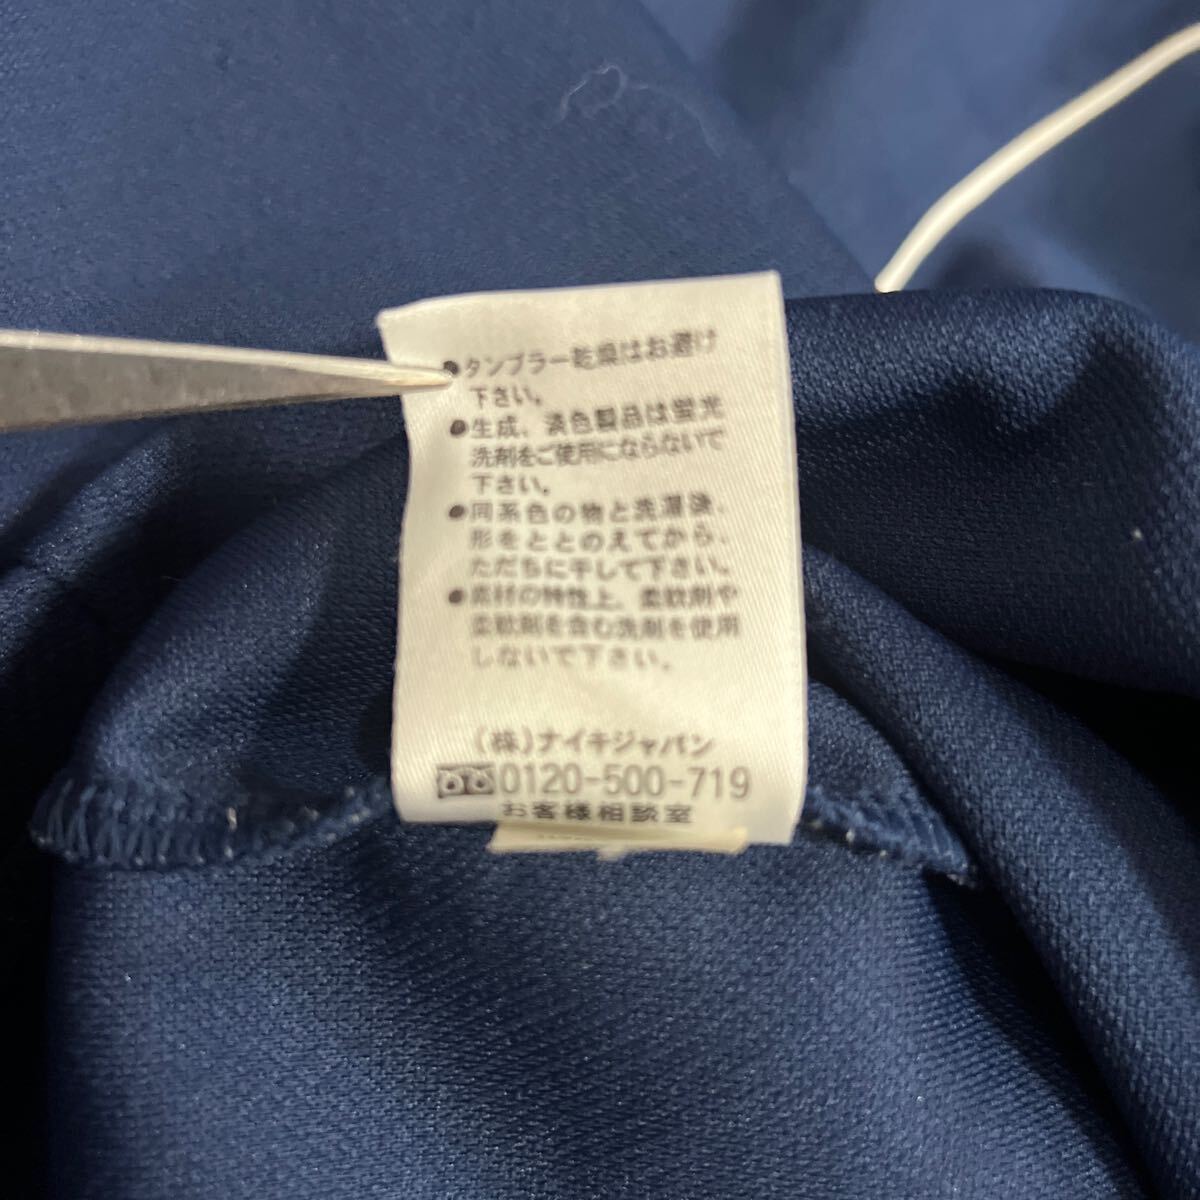 ●タンブラー乾燥はお避け
下さい。
●生成、淡色製品は蛍光
洗剤をご使用にならないで
下さい。
●同系色の物と洗濯後、
形をととのえてから、
ただちに干して下さい。
●素材の特性上、柔軟剤や
柔軟剤を含む洗剤を使用
しないで下さい。
(株)ナイキジャパン
0120-500-719
お客様相談室